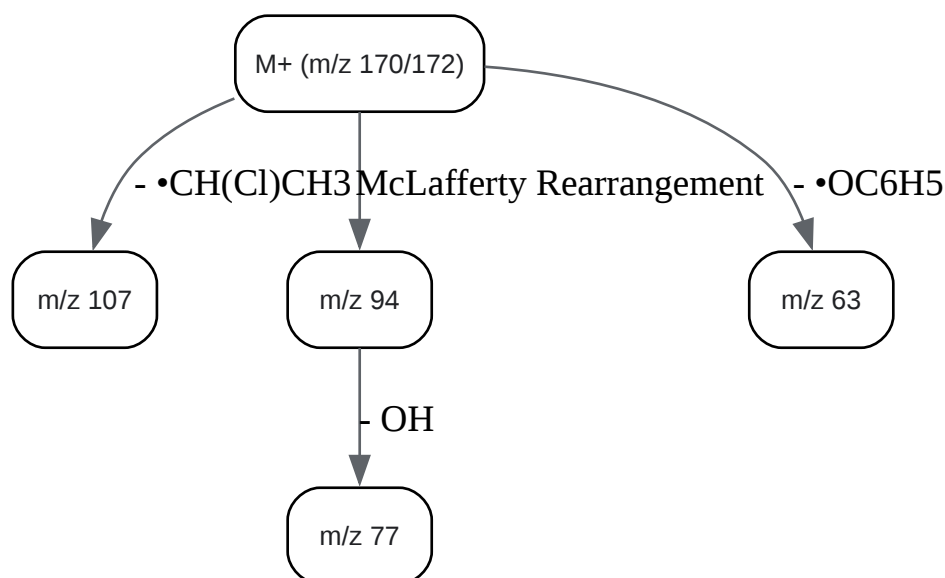 M+ (m/z 170/172)
- •CH(Cl)CH3
McLafferty Rearrangement
- •OC6H5
m/z 107
m/z 94
m/z 63
- OH
m/z 77